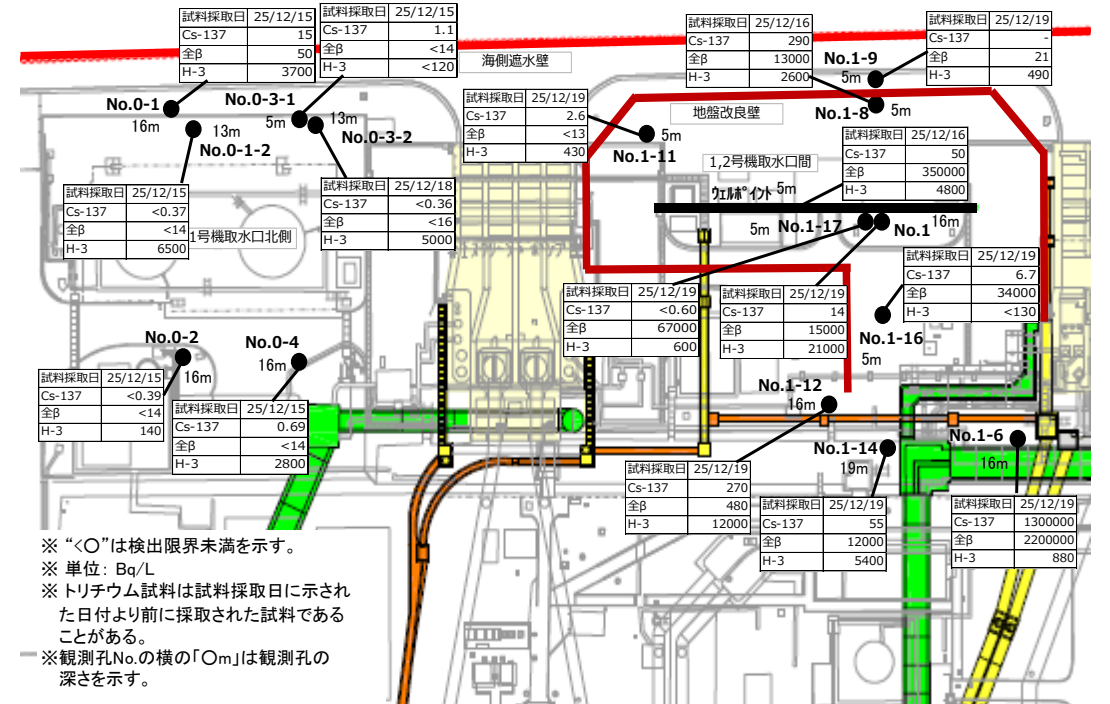 試料採取日 25/12/15
Cs-137 15
全β 50
H-3 3700
試料採取日 25/12/15
Cs-137 1.1
全β <14
H-3 <120
海側遮水壁
試料採取日 25/12/16
Cs-137 290
全β 13000
H-3 2600
試料採取日 25/12/19
Cs-137 -
全β 21
H-3 490
No.1-9
5m
No.0-1
16m
No.0-3-1
5m
13m
No.0-3-2
13m
No.0-1-2
試料採取日 25/12/19
Cs-137 2.6
全β <13
H-3 430
5m
No.1-11
地盤改良壁
No.1-8
5m
1,2号機取水口間
試料採取日 25/12/16
Cs-137 50
全β 350000
H-3 4800
ウェルポイント 5m
試料採取日 25/12/15
Cs-137 <0.37
全β <14
H-3 6500
1号機取水口北側
試料採取日 25/12/18
Cs-137 <0.36
全β <16
H-3 5000
5m No.1-17
No.1
16m
試料採取日 25/12/19
Cs-137 6.7
全β 34000
H-3 <130
試料採取日 25/12/19
Cs-137 <0.60
全β 67000
H-3 600
試料採取日 25/12/19
Cs-137 14
全β 15000
H-3 21000
No.1-16
5m
No.0-2
16m
No.0-4
16m
試料採取日 25/12/15
Cs-137 <0.39
全β <14
H-3 140
試料採取日 25/12/15
Cs-137 0.69
全β <14
H-3 2800
No.1-12
16m
No.1-14
19m
No.1-6
16m
試料採取日 25/12/19
Cs-137 270
全β 480
H-3 12000
試料採取日 25/12/19
Cs-137 55
全β 12000
H-3 5400
試料採取日 25/12/19
Cs-137 1300000
全β 2200000
H-3 880
※ “<〇”は検出限界未満を示す。
※ 単位: Bq/L
※ トリチウム試料は試料採取日に示され
た日付より前に採取された試料である
ことがある。
※観測孔No.の横の「〇m」は観測孔の
深さを示す。